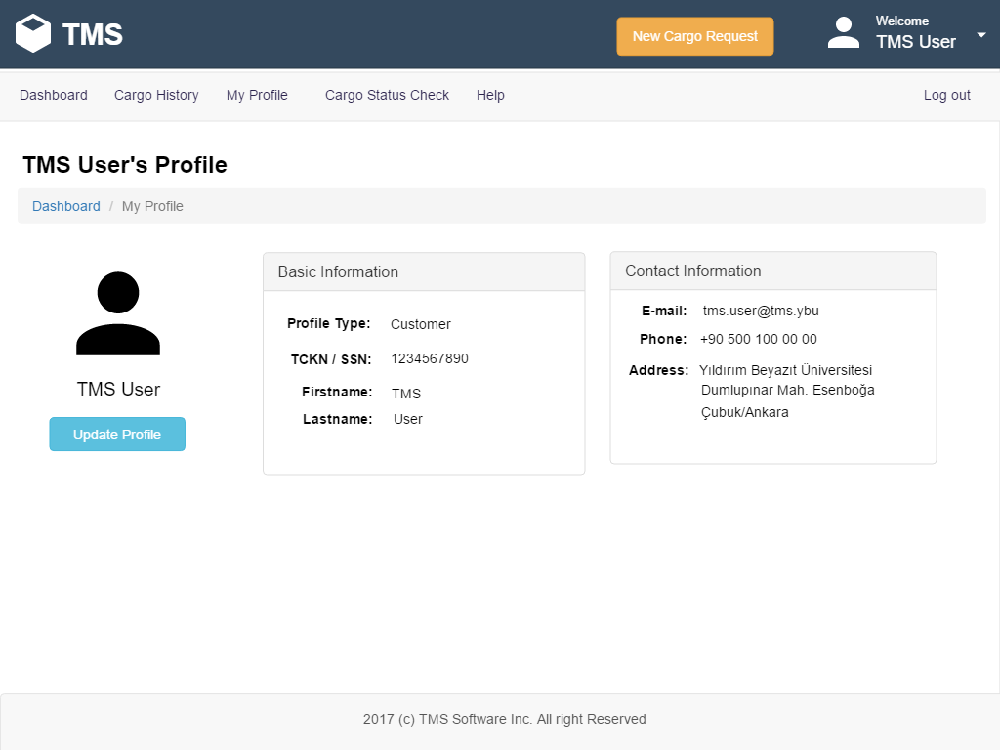 TMS
New Cargo Request
Welcome
TMS User
Dashboard Cargo History My Profile Cargo Status Check Help Log out
TMS User's Profile
Dashboard / My Profile
TMS User
Update Profile
Basic Information
Profile Type: Customer
TCKN / SSN: 1234567890
Firstname: TMS
Lastname: User
Contact Information
E-mail: tms.user@tms.ybu
Phone: +90 500 100 00 00
Address: Yıldırım Beyazıt Üniversitesi
Dumlupınar Mah. Esenboğa
Çubuk/Ankara
2017 (c) TMS Software Inc. All right Reserved